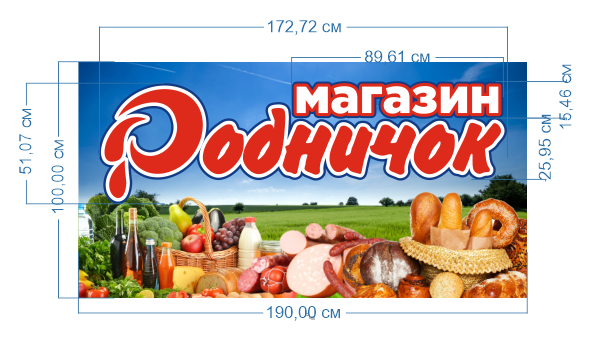 172,72 см
89,61 см
магазин
Родничок
15,46 см
25,95 см
51,07 см
100,00 см
190,00 см